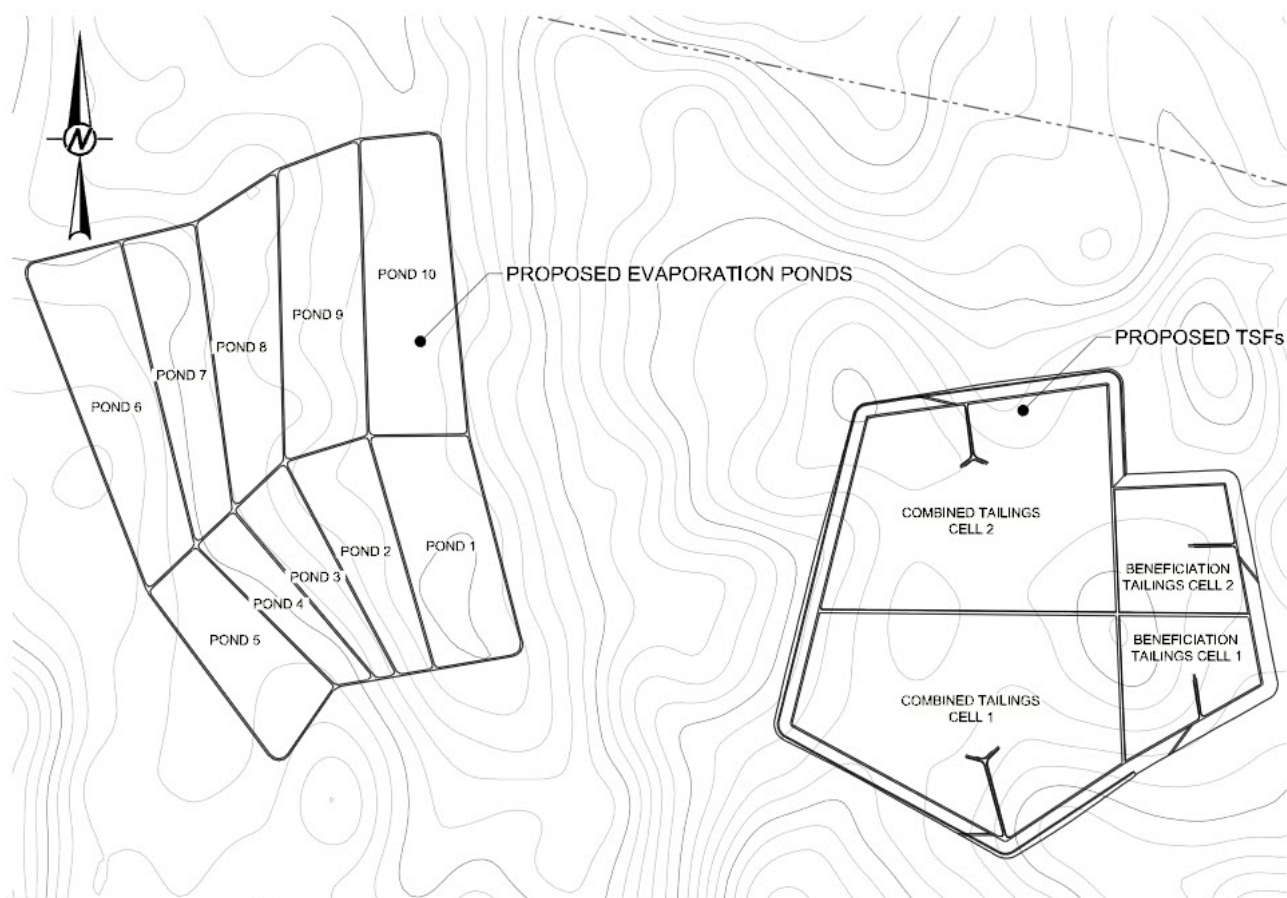 N
POND 10
PROPOSED EVAPORATION PONDS
POND 9
PROPOSED TSFs
POND 8
POND 7
POND 6
COMBINED TAILINGS
CELL 2
POND 1
POND 2
BENEFICIATION
TAILINGS CELL 2
POND 3
POND 4
POND 5
BENEFICIATION
TAILINGS CELL 1
COMBINED TAILINGS
CELL 1